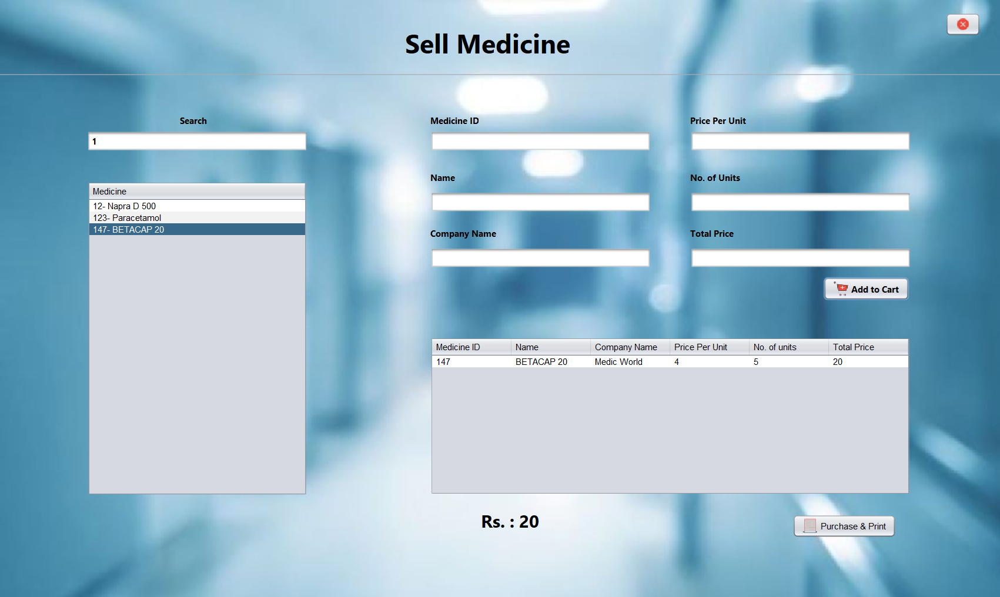 Sell Medicine
Search
1
Medicine
12- Napra D 500
123- Paracetamol
147- BETACAP 20
Medicine ID
Price Per Unit
Name
No. of Units
Company Name
Total Price
Add to Cart
Medicine ID Name Company Name Price Per Unit No. of units Total Price
147 BETACAP 20 Medic World 4 5 20
Rs. : 20
Purchase & Print